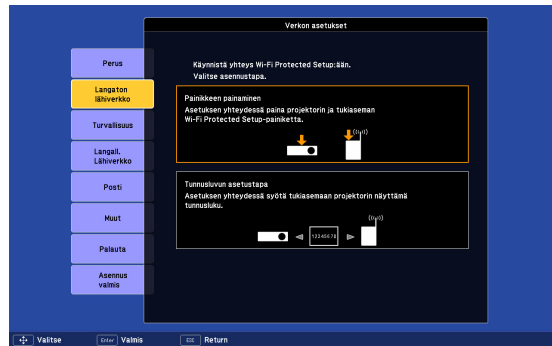 Verkon asetukset
Perus
Langaton
lähiverkko
Turvallisuus
Langall.
Lähiverkko
Posti
Muut
Palauta
Asennus
valmis
Käynnistä yhteys Wi-Fi Protected Setup:ään.
Valitse asennustapa.
Painikkeen painaminen
Asetuksen yhteydessä paina projektorin ja tukiaseman
Wi-Fi Protected Setup-painiketta.
Tunnusluvun asetustapa
Asetuksen yhteydessä syötä tukiasemaan projektorin näyttämä
tunnusluku.
12345678
Valitse
Enter Valmis
ESC Return